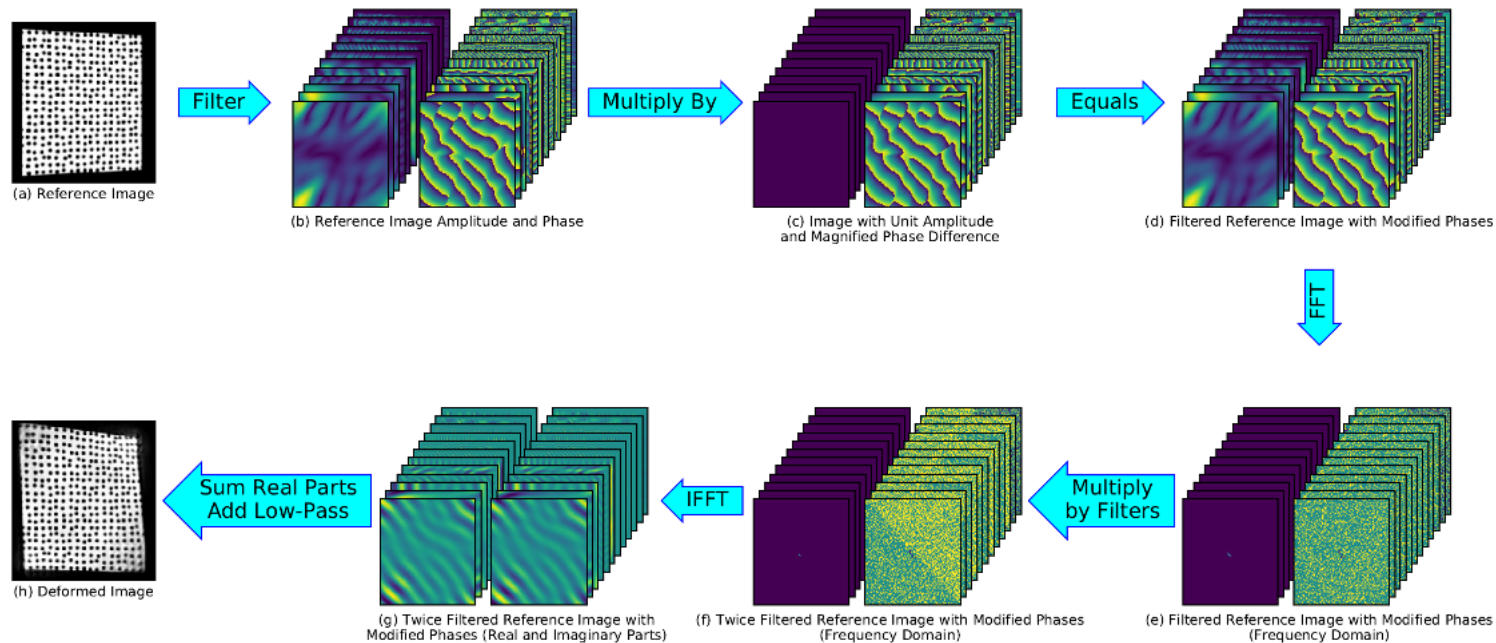 Filter
Multiply By
Equals
(a) Reference Image
(b) Reference Image Amplitude and Phase
(c) Image with Unit Amplitude
and Magnified Phase Difference
(d) Filtered Reference Image with Modified Phases
FFT
Sum Real Parts
Add Low-Pass
IFFT
Multiply
by Filters
(h) Deformed Image
(g) Twice Filtered Reference Image with
Modified Phases (Real and Imaginary Parts)
(f) Twice Filtered Reference Image with Modified Phases
(Frequency Domain)
(e) Filtered Reference Image with Modified Phases
(Frequency Domain)